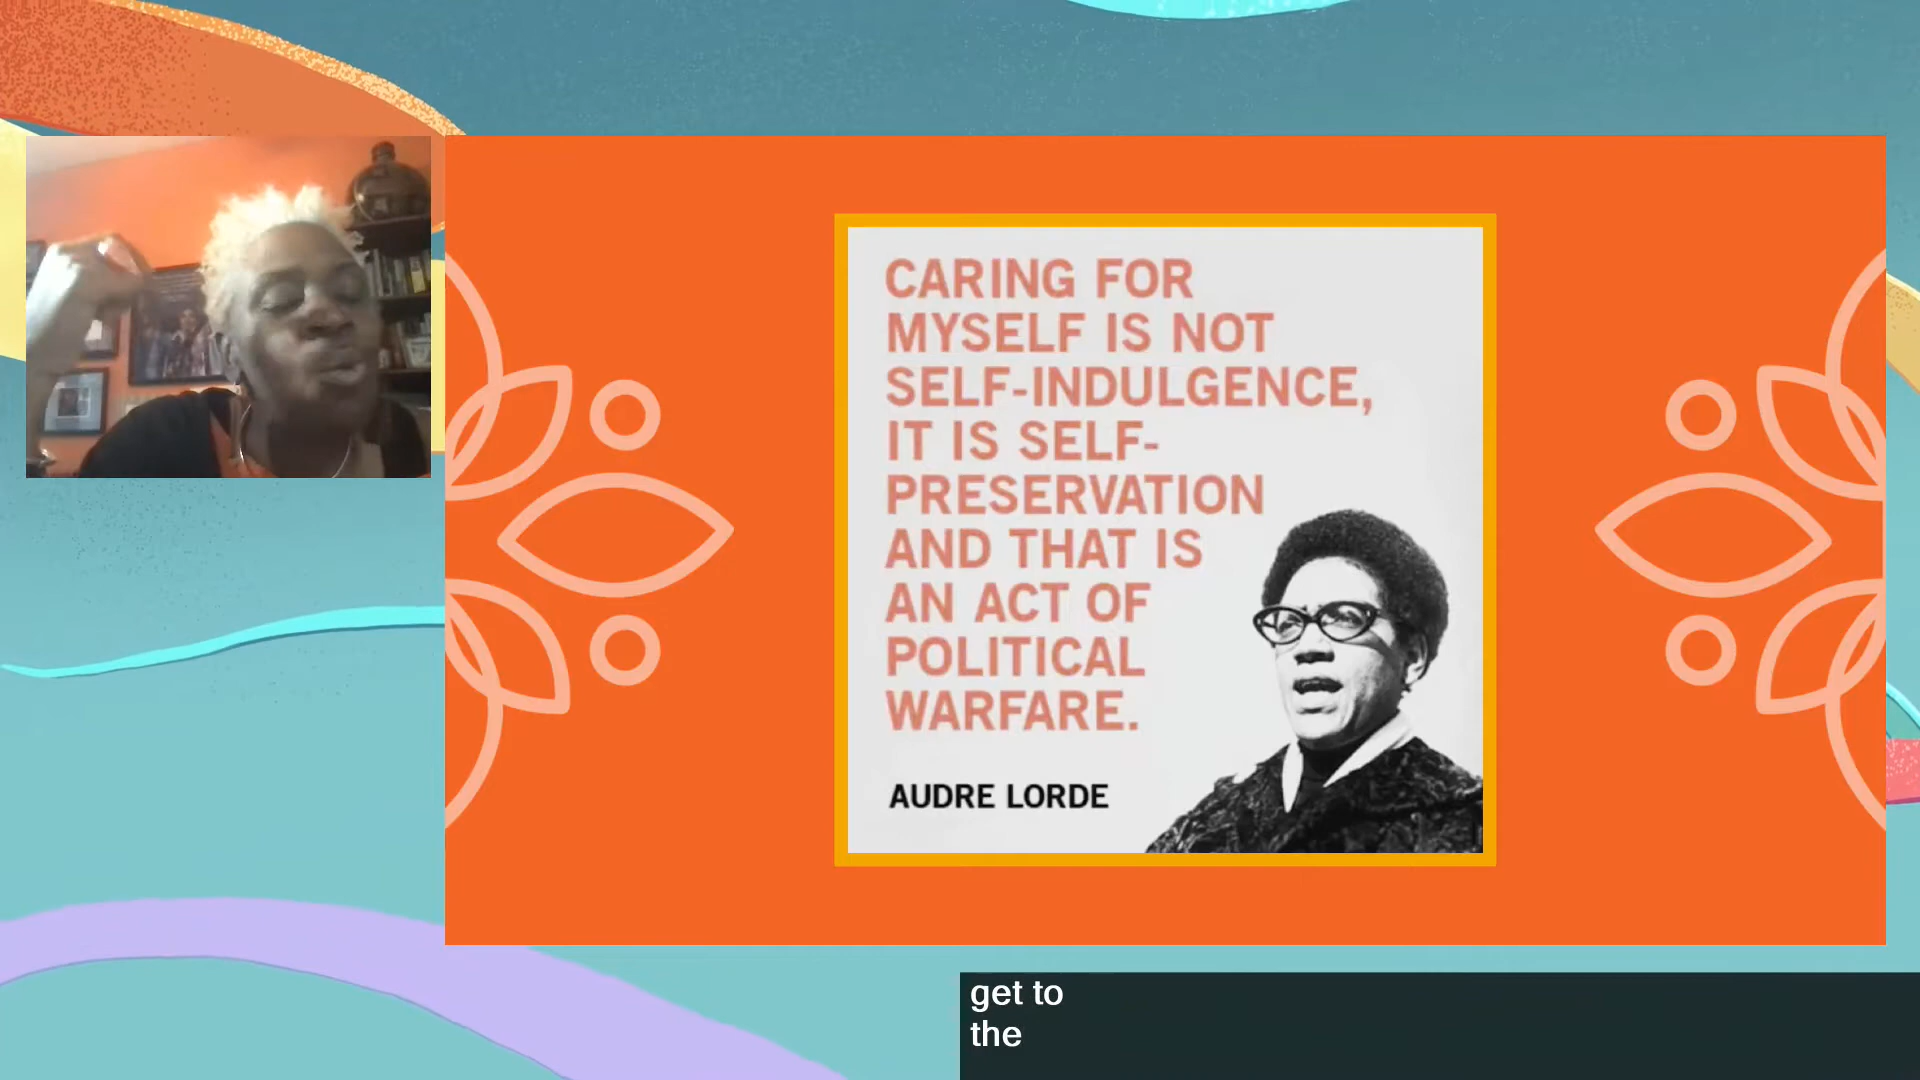 CARING FOR
MYSELF IS NOT
SELF-INDULGENCE,
IT IS SELF-
PRESERVATION
AND THAT IS
AN ACT OF
POLITICAL
WARFARE.
AUDRE LORDE
get to
the